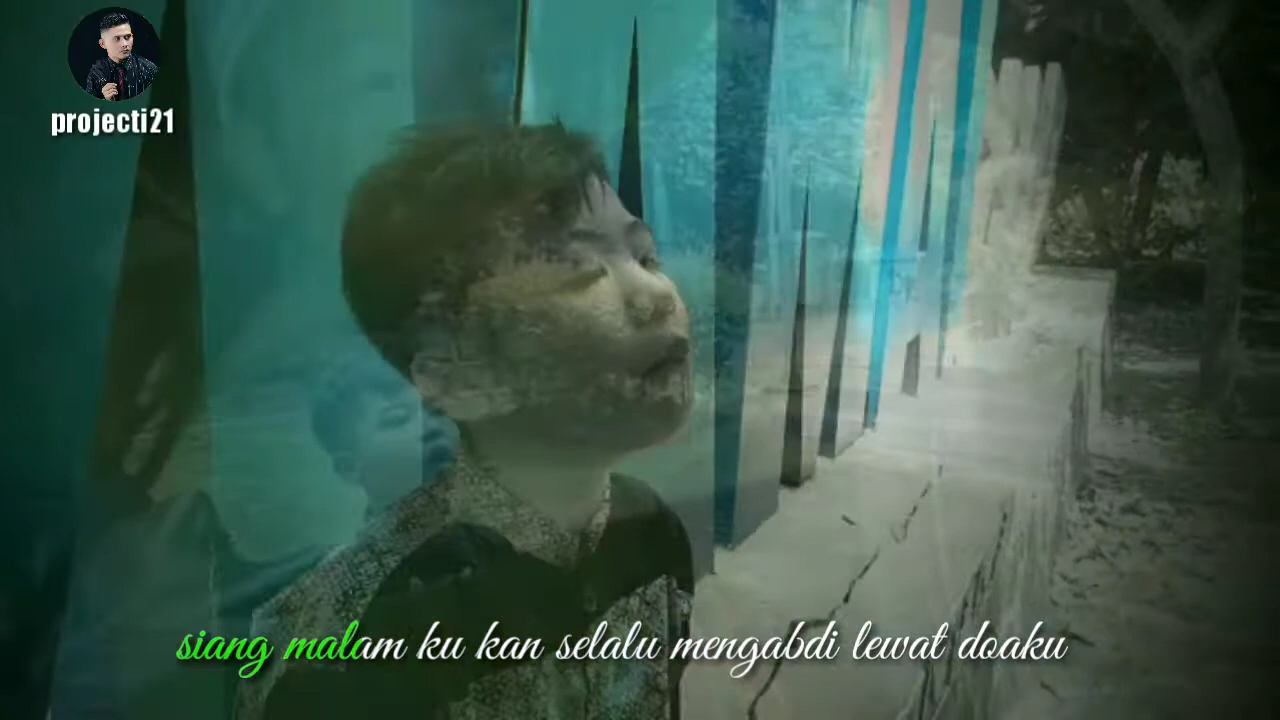 projecti21
siang malam ku kan selalu mengabdi lewat doaku